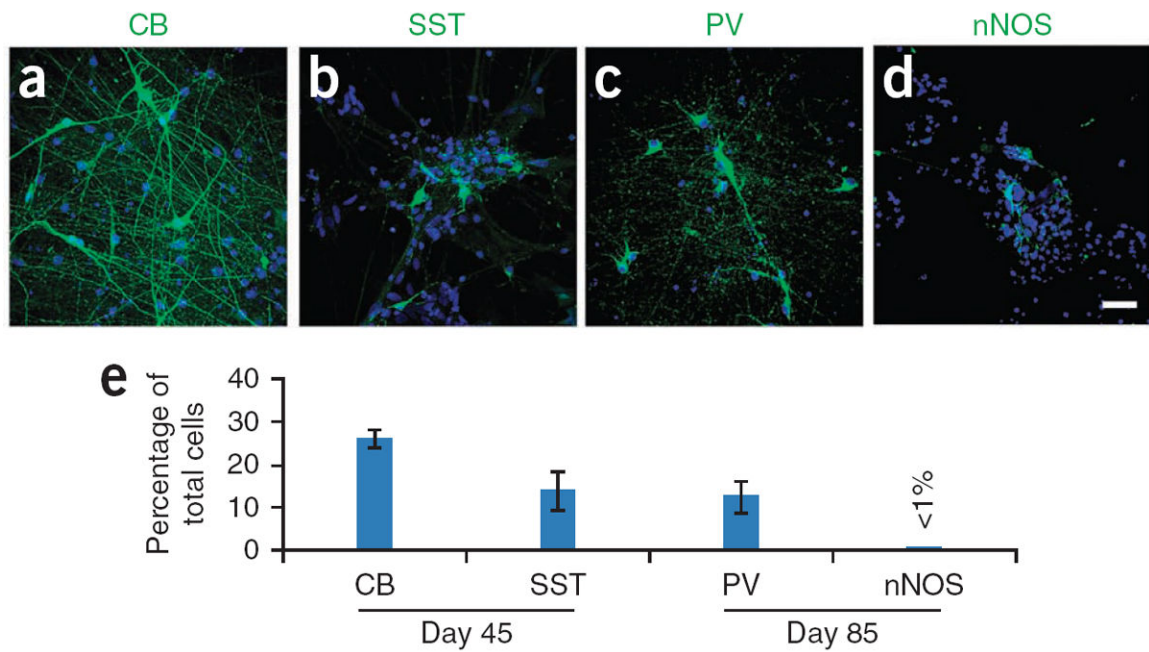 CB SST PV nNOS
a b c d
e
Percentage of
total cells
40
30
20
10
0
<1%
CB SST PV nNOS
Day 45 Day 85